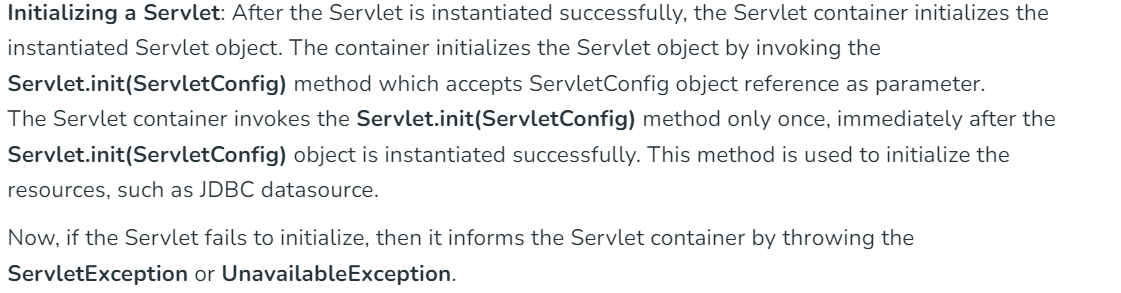 Initializing a Servlet: After the Servlet is instantiated successfully, the Servlet container initializes the
instantiated Servlet object. The container initializes the Servlet object by invoking the
Servlet.init(ServletConfig) method which accepts ServletConfig object reference as parameter.
The Servlet container invokes the Servlet.init(ServletConfig) method only once, immediately after the
Servlet.init(ServletConfig) object is instantiated successfully. This method is used to initialize the
resources, such as JDBC datasource.
Now, if the Servlet fails to initialize, then it informs the Servlet container by throwing the
ServletException or UnavailableException.